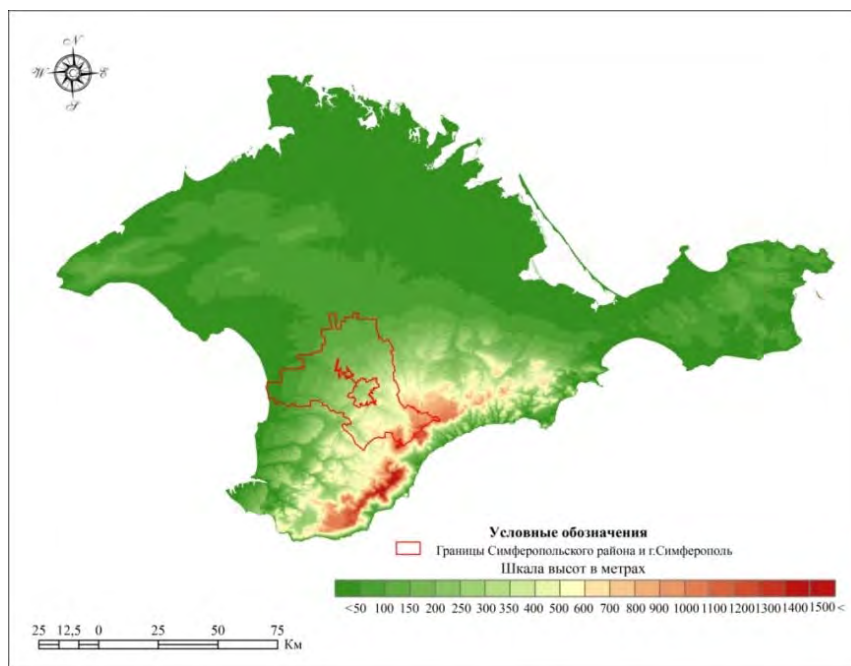 N
W E
S
Условные обозначения
Границы Симферопольского района и г.Симферополь
Шкала высот в метрах
<50 100 150 200 250 300 350 400 500 600 700 800 900 1000 1100 1200 1300 1400 1500 <
25 12,5 0 25 50 75
Км